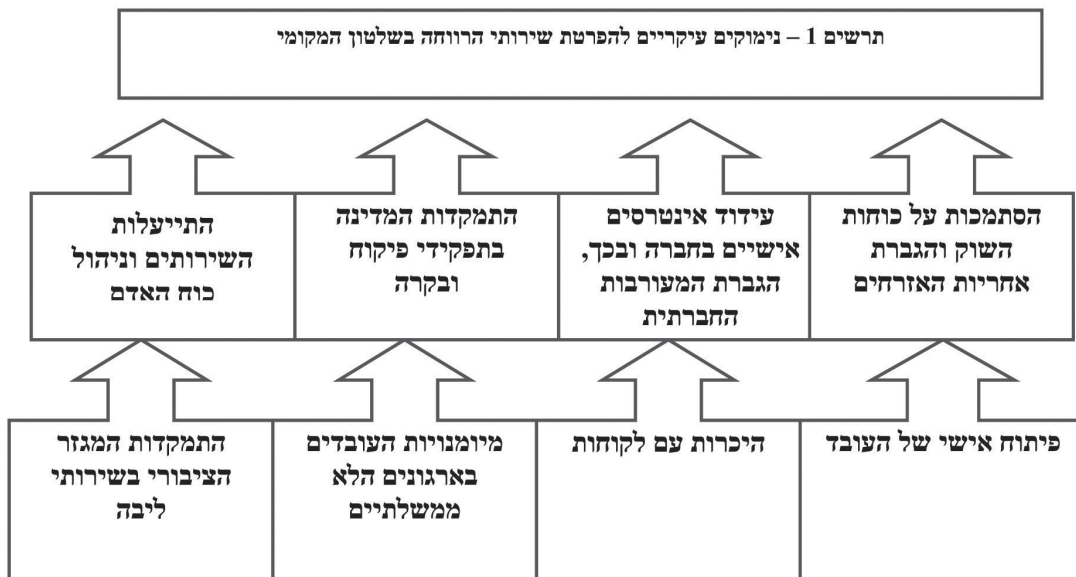 תרשים 1 – נימוקים עיקריים להפרטת שירותי הרווחה בשלטון המקומי
הסתמכות על כוחות
השוק והגברת
אחריות האזרחים
עידוד אינטרסים
אישיים בחברה ובכך,
הגברת המעורבות
החברתית
התמקדות המדינה
בתפקידי פיקוח
ובקרה
התייעלות
השירותים וניהול
כוח האדם
פיתוח אישי של העובד
היכרות עם לקוחות
מיומנויות העובדים
בארגונים הלא
ממשלתיים
התמקדות המגזר
הציבורי בשירותי
ליבה